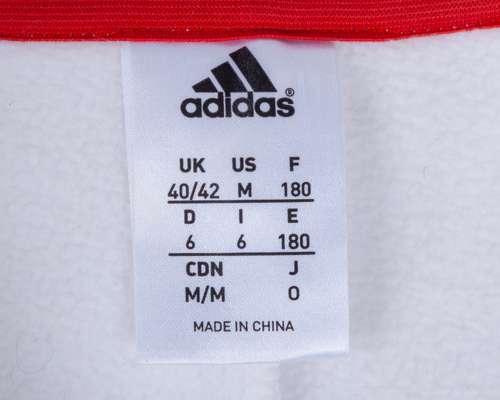 adidas®
UK US F
40/42 M 180
D I E
6 6 180
CDN J
M/M O
MADE IN CHINA